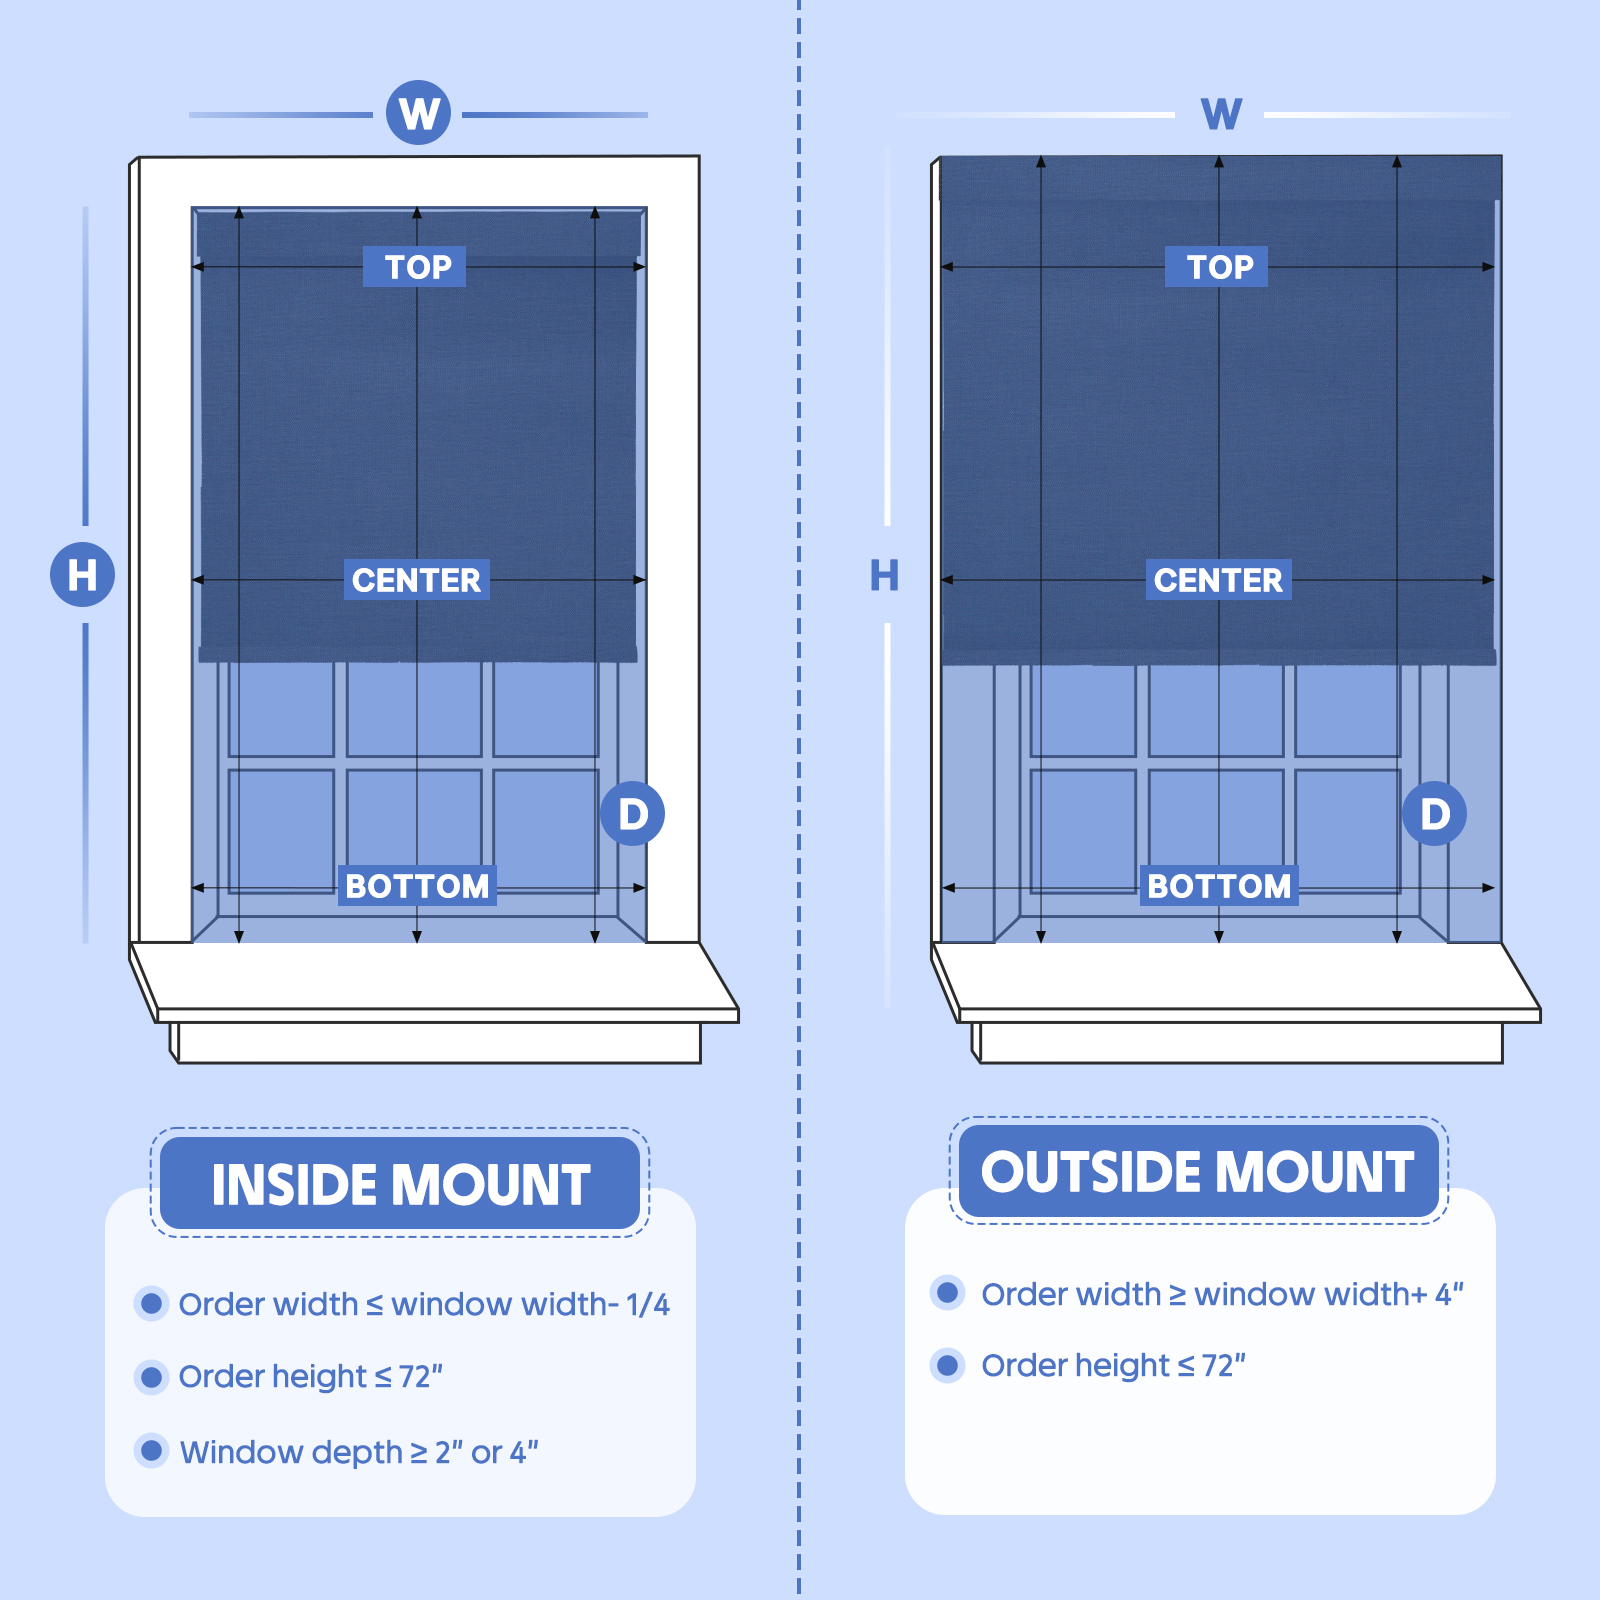 W
H
TOP
CENTER
D
BOTTOM
INSIDE MOUNT
Order width ≤ window width- 1/4
Order height ≤ 72"
Window depth ≥ 2" or 4"
W
H
TOP
CENTER
D
BOTTOM
OUTSIDE MOUNT
Order width ≥ window width+ 4"
Order height ≤ 72"